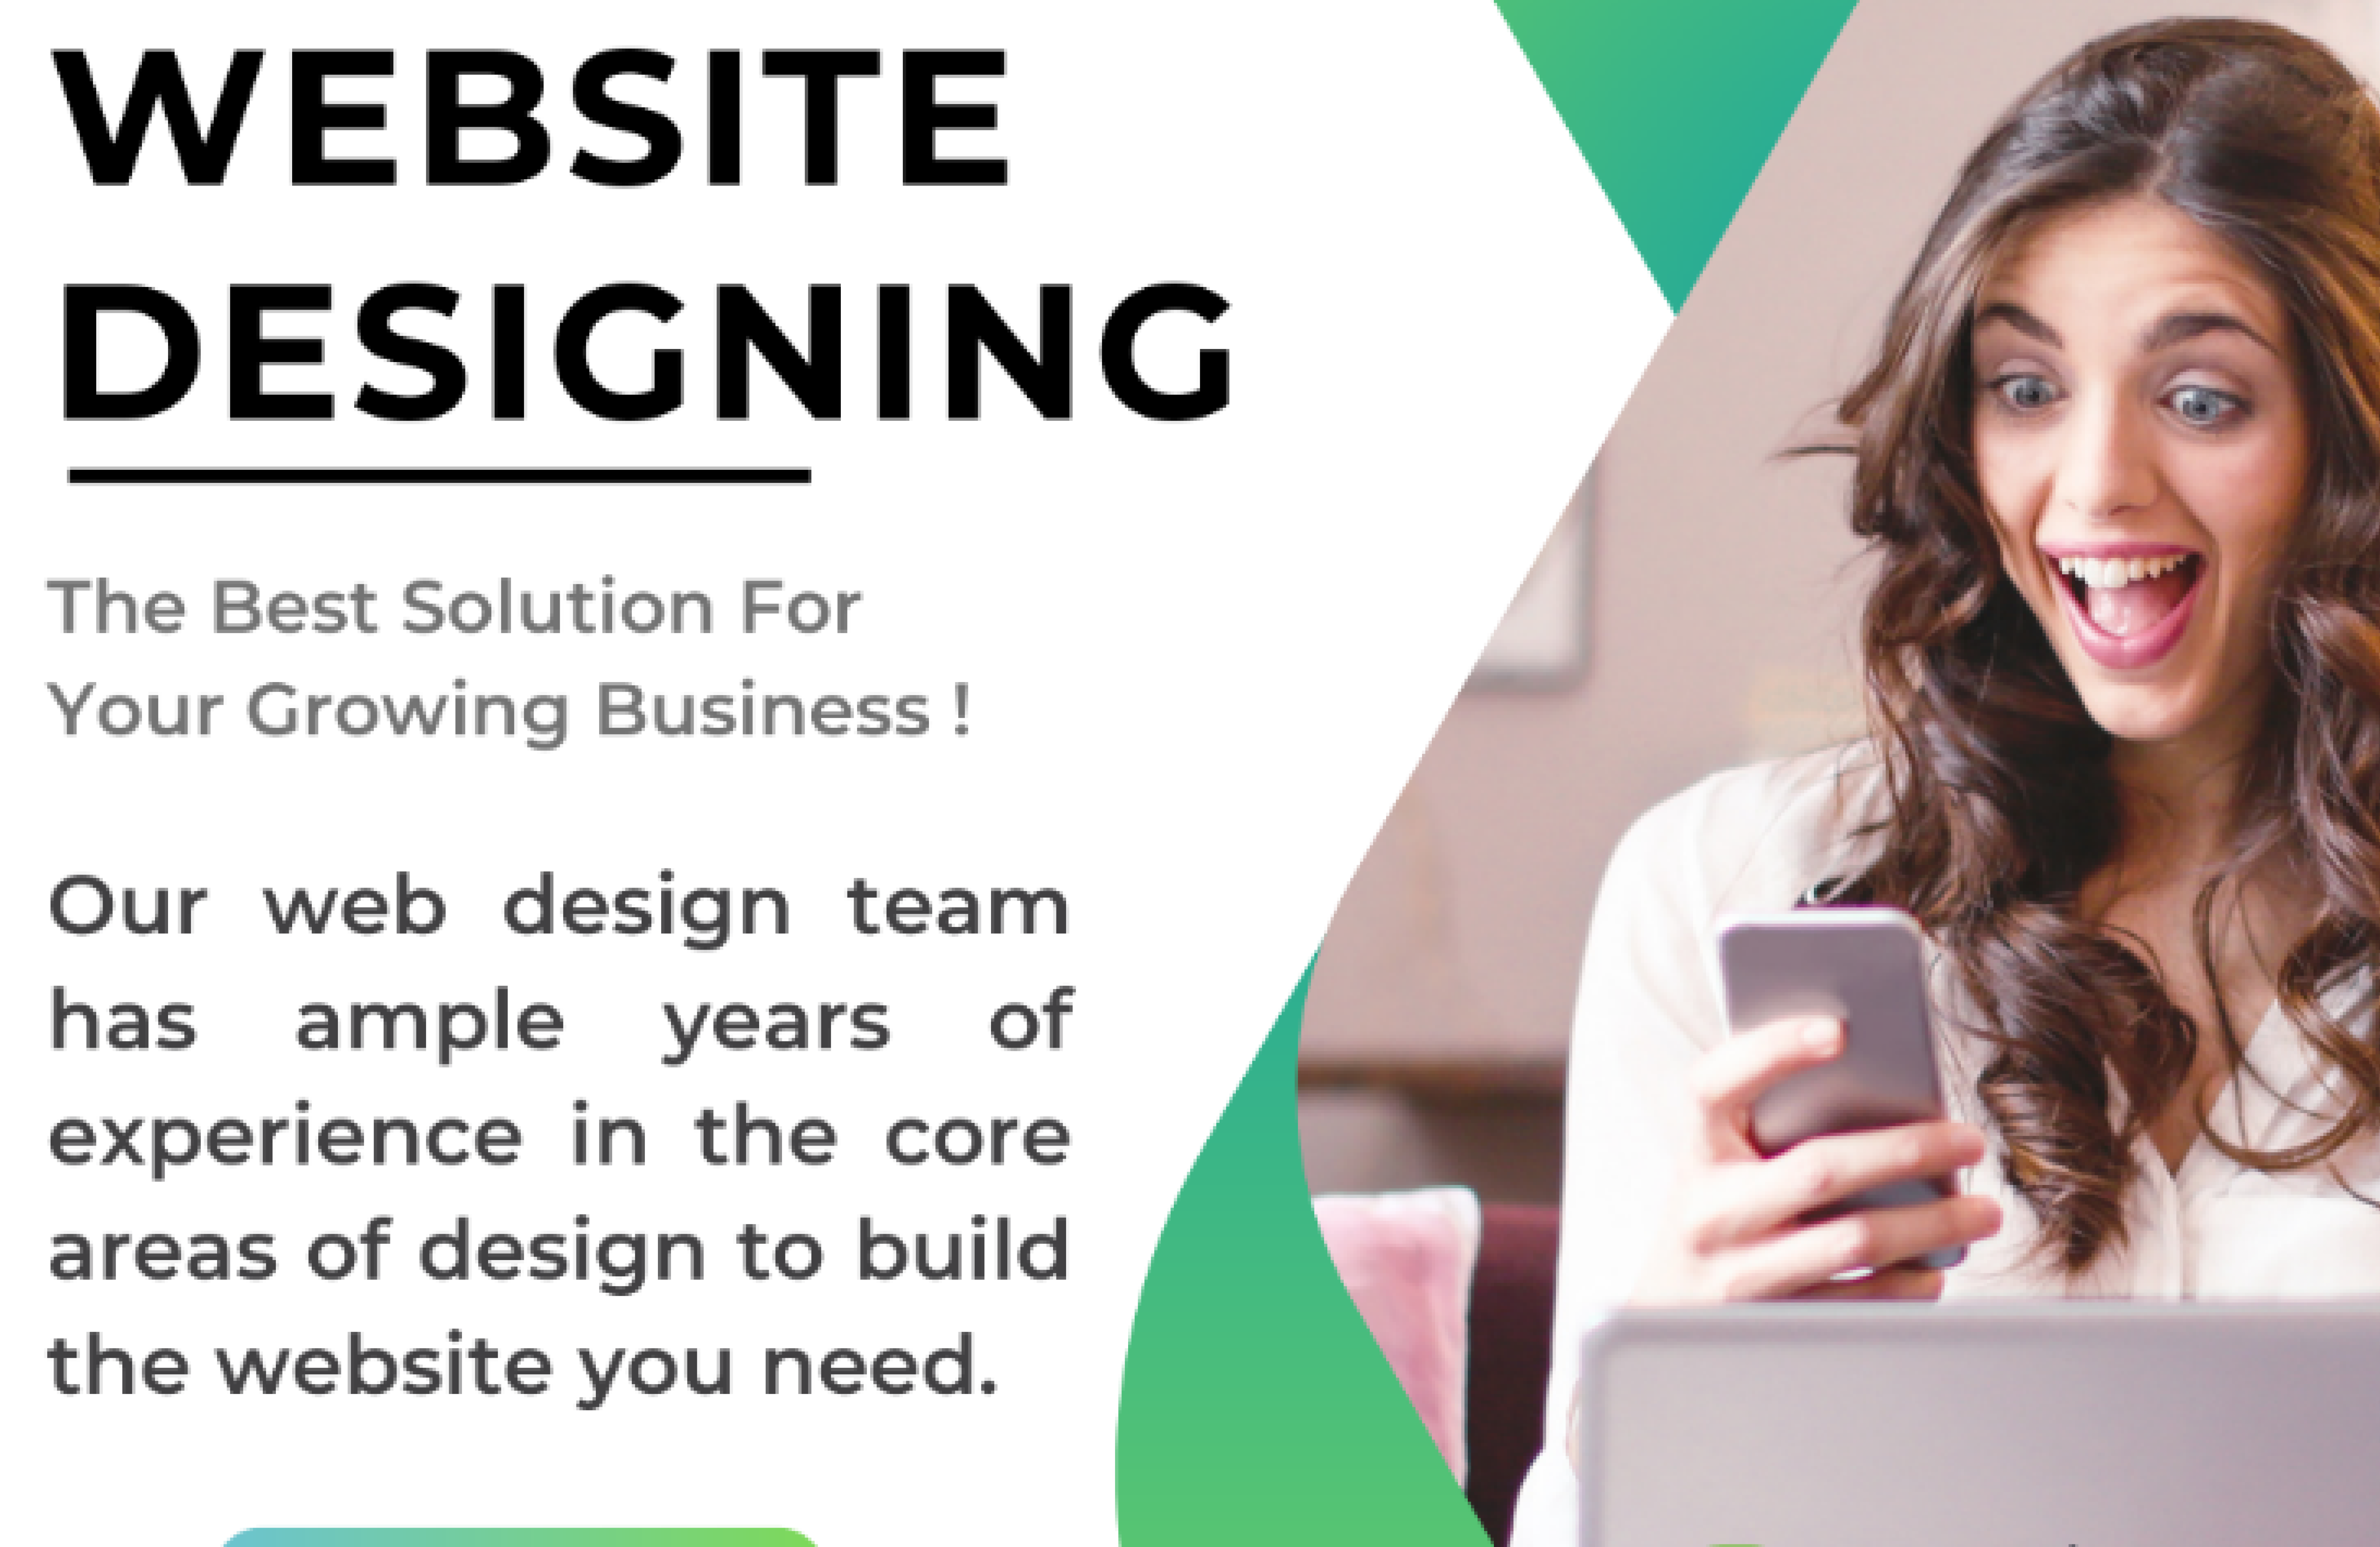 WEBSITE
DESIGNING
The Best Solution For
Your Growing Business !
Our web design team
has ample years of
experience in the core
areas of design to build
the website you need.